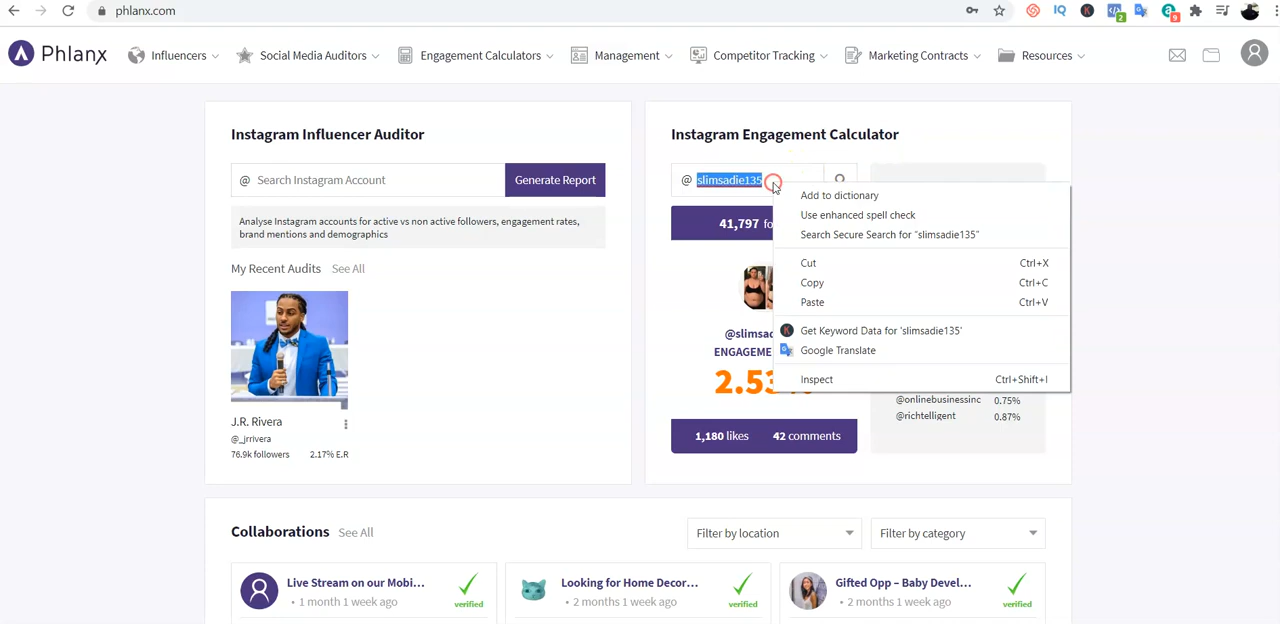 phlanx.com
2
9
Phlanx
Influencers
Social Media Auditors
Engagement Calculators
Management
Competitor Tracking
Marketing Contracts
Resources
Instagram Influencer Auditor
@ Search Instagram Account
Generate Report
Analyse Instagram accounts for active vs non active followers, engagement rates,
brand mentions and demographics
My Recent Audits See All
J.R. Rivera
@_jrrivera
76.9k followers 2.17% E.R
Instagram Engagement Calculator
@ slimsadie135
41,797
1,180 likes 42 comments
@onlinebusinessinc 0.75%
@richtelligent 0.87%
Add to dictionary
Use enhanced spell check
Search Secure Search for "slimsadie135"
Cut Ctrl+X
Copy Ctrl+C
Paste Ctrl+V
Get Keyword Data for 'slimsadie135'
Google Translate
Inspect Ctrl+Shift+I
Collaborations See All
Filter by location
Filter by category
Live Stream on our Mobi...
• 1 month 1 week ago
verified
Looking for Home Decor...
• 2 months 1 week ago
verified
Gifted Opp – Baby Devel...
• 2 months 1 week ago
verified